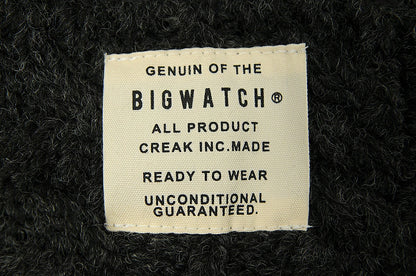 GENUIN OF THE
BIGWATCH®
ALL PRODUCT
CREAK INC.MADE
READY TO WEAR
UNCONDITIONAL
GUARANTEED.